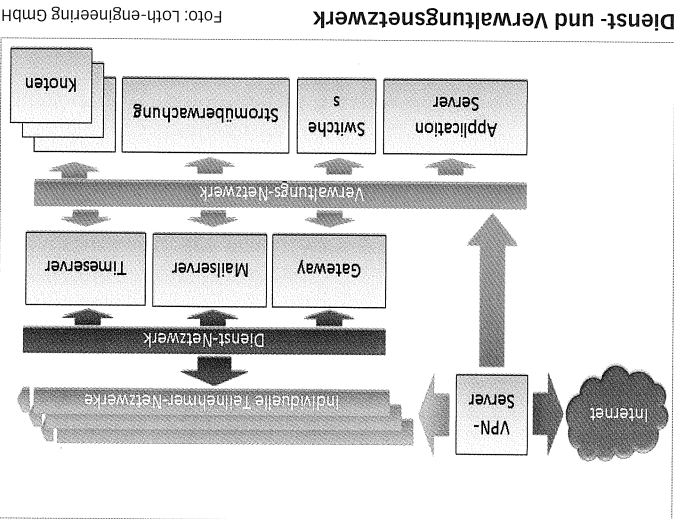 Internet
VPN-
Server
individuelle Teilnehmer-Netzwerke
Dienst-Netzwerk
Gateway
Mailserver
Timeserver
Verwaltungs-Netzwerk
Application
Server
Switche
s
Stromüberwachung
Knoten
Dienst- und Verwaltungsnetzwerk
Foto: Loth-engineering GmbH